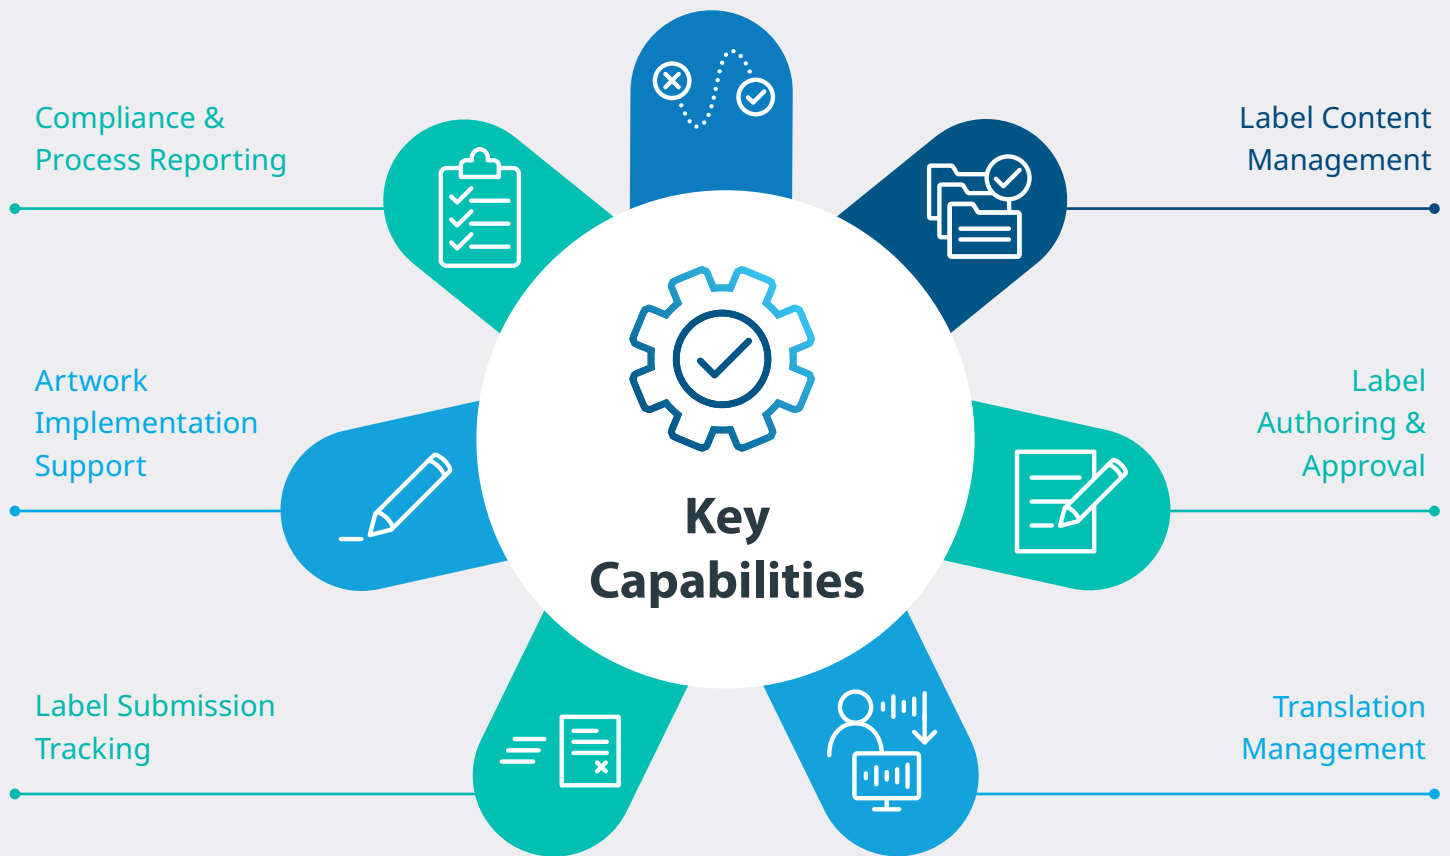 Compliance &
Process Reporting
Label Content
Management
Artwork
Implementation
Support
Label
Authoring &
Approval
Key
Capabilities
Label Submission
Tracking
Translation
Management